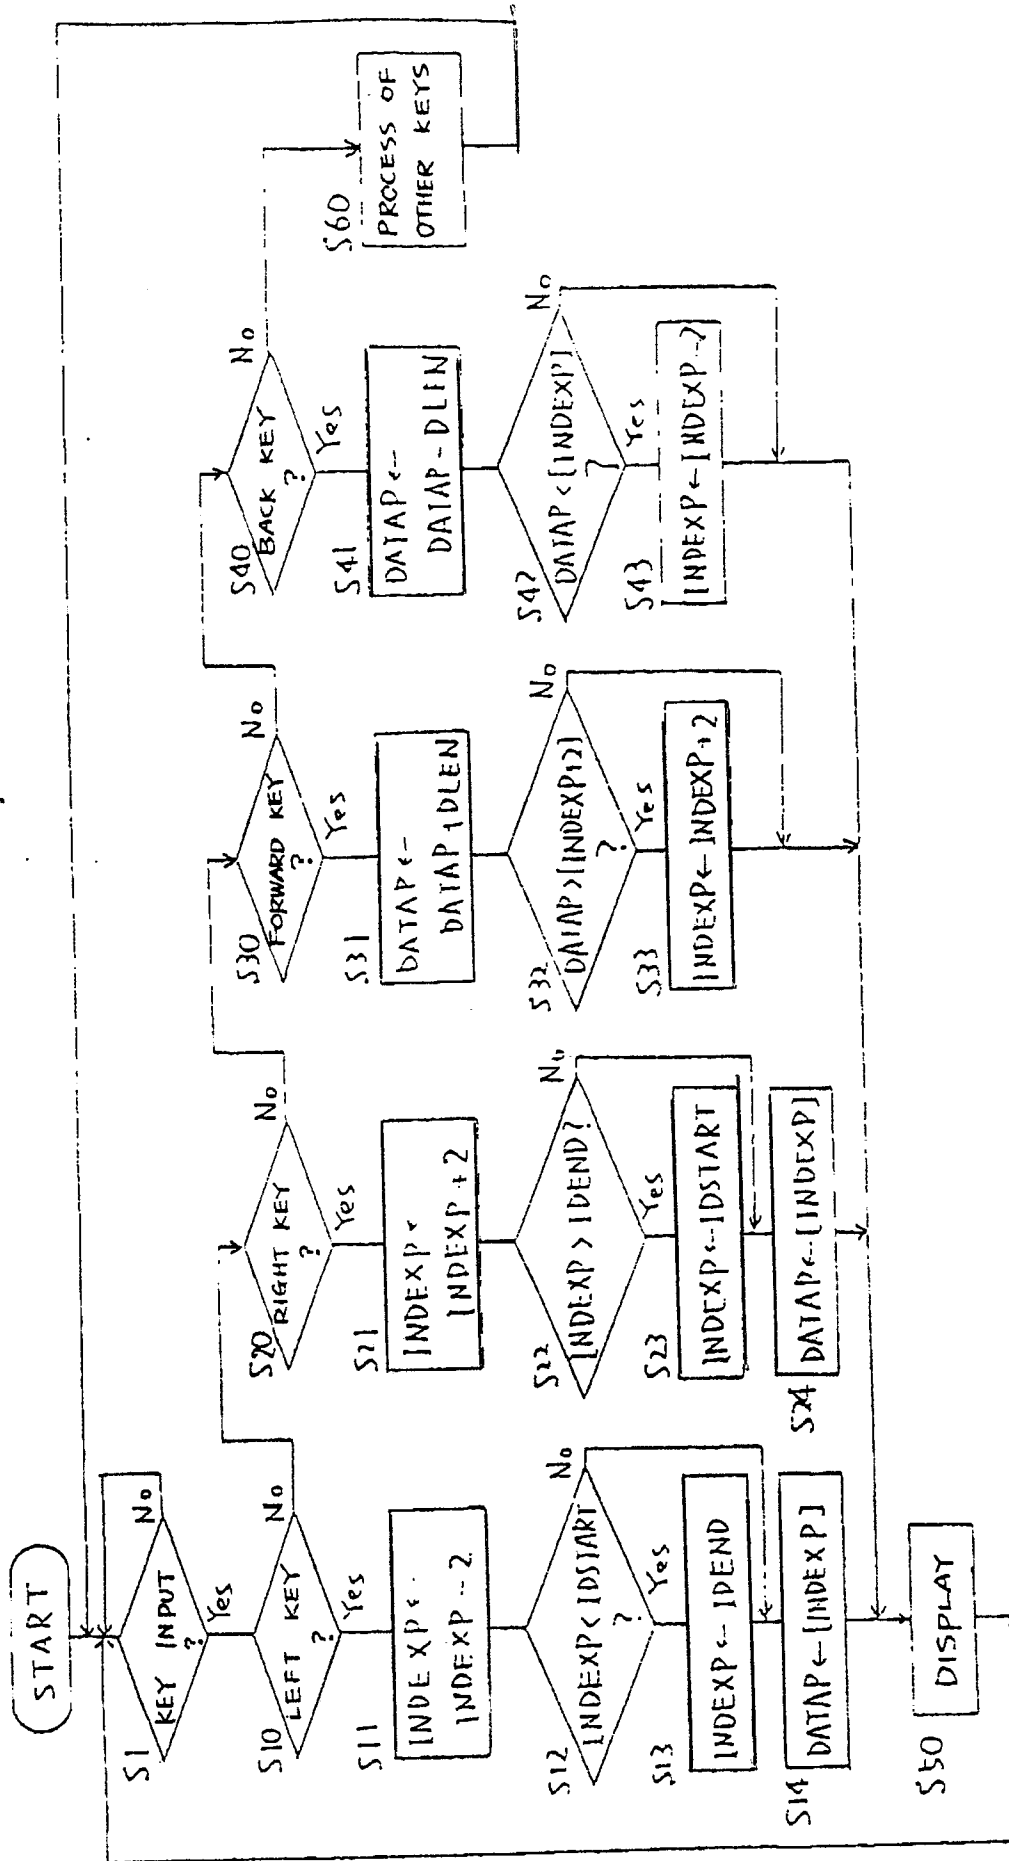 START
S1
KEY INPUT
?
No
Yes
S10
LEFT KEY
?
No
Yes
S11
INDEXP←
INDEXP-2
S12
INDEXP<IDSTART
?
No
Yes
S13
INDEXP← IDEND
S14
DATAP←[INDEXP]
S50
DISPLAY
S20
RIGHT KEY
?
No
Yes
S21
INDEXP←
INDEXP+2
S22
INDEXP > IDEND?
No
Yes
S23
INDEXP←IDSTART
S24
DATAP←[INDEXP]
S30
FORWARD KEY
?
No
Yes
S31
DATAP←
DATAP+DLEN
S32
DATAP>[INDEXP+2]
?
No
Yes
S33
INDEXP←INDEXP+2
S40
BACK KEY
?
No
Yes
S41
DATAP←
DATAP-DLEN
S42
DATAP<[INDEXP]
?
No
Yes
S43
INDEXP←INDEXP-2
S60
PROCESS OF
OTHER KEYS